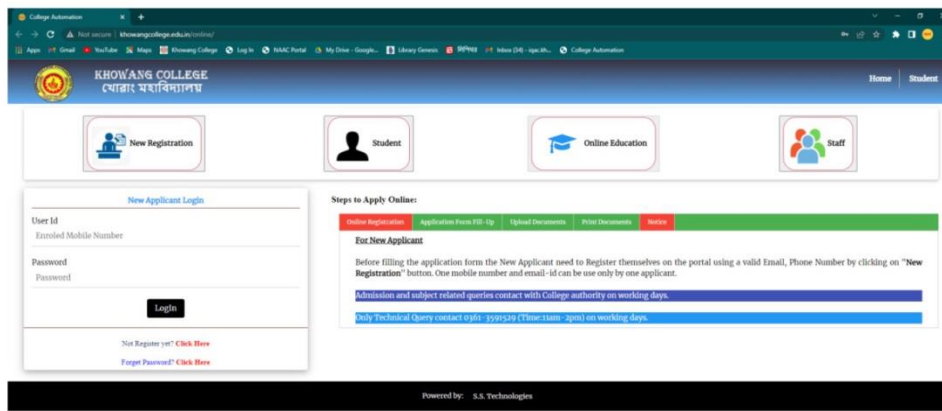 College Automation
Not secure | khowangcollege.edu.in/online/
Apps Gmail YouTube Maps Khowang College Log In NAAC Portal My Drive - Google... Library Genesis Inbox (34) - iqac.kh... College Automation
KHOWANG COLLEGE
খোৱাং মহাবিদ্যালয়
Home Student
New Registration Student Online Education Staff
New Applicant Login
User Id
Enroled Mobile Number
Password
Password
LogIn
Not Register yet? Click Here
Forget Password? Click Here
Steps to Apply Online:
Online Registration Application Form Fill-Up Upload Documents Print Documents Notice
For New Applicant
Before filling the application form the New Applicant need to Register themselves on the portal using a valid Email, Phone Number by clicking on "New
Registration" button. One mobile number and email-id can be use only by one applicant.
Admission and subject related queries contact with College authority on working days.
Only Technical Query contact 0361-3591529 (Time:11am- 2pm) on working days.
Powered by: S.S. Technologies